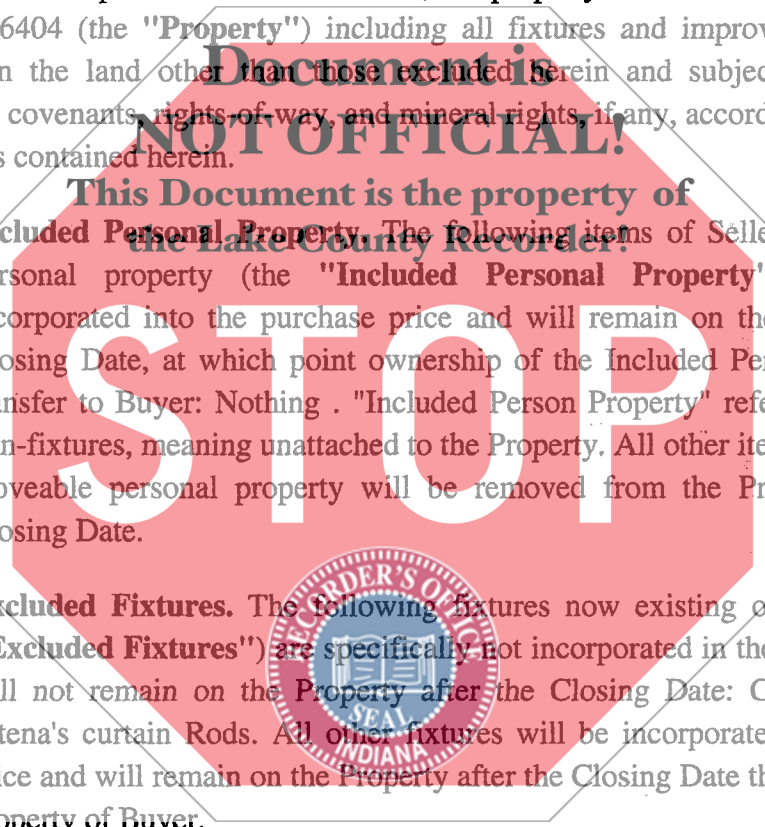 6404 (the "Property") including all fixtures and improv
n the land other than those excluded herein and subjec
Document is
covenants, rights-of-way, and mineral rights, if any, accord
NOT OFFICIAL!
s contained herein.
This Document is the property of
the Lake County Recorder!
cluded Personal Property. The following items of Selle
rsonal property (the "Included Personal Property"
corporated into the purchase price and will remain on the
osing Date, at which point ownership of the Included Per
nsfer to Buyer: Nothing . "Included Person Property" refe
n-fixtures, meaning unattached to the Property. All other ite
oveable personal property will be removed from the Pr
osing Date.
STOP
xcluded Fixtures. The following fixtures now existing o
Excluded Fixtures") are specifically not incorporated in the
ll not remain on the Property after the Closing Date: C
tena's curtain Rods. All other fixtures will be incorporate
ice and will remain on the Property after the Closing Date th
operty of Buyer.
RECORDER'S OFFIC
SEAL
INDIANA